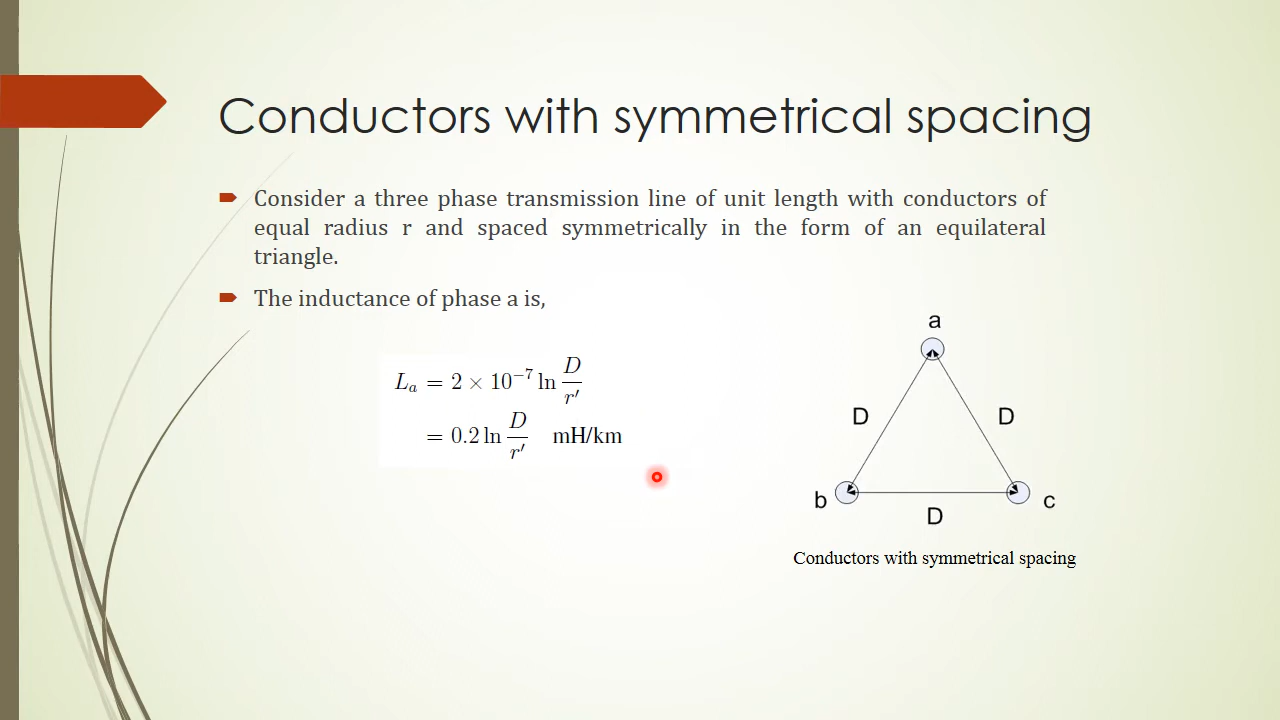 Conductors with symmetrical spacing
Consider a three phase transmission line of unit length with conductors of
equal radius r and spaced symmetrically in the form of an equilateral
triangle.
The inductance of phase a is,
Lₐ = 2 × 10⁻⁷ ln D/r′
= 0.2 ln D/r′ mH/km
a
D D
b c
D
Conductors with symmetrical spacing